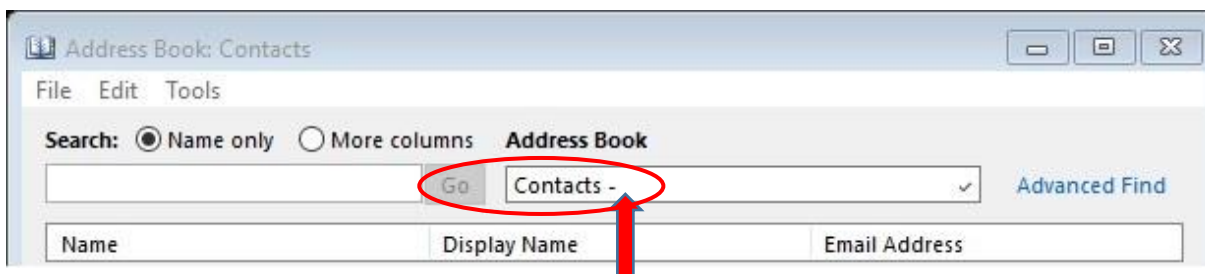 Address Book: Contacts
File Edit Tools
Search: Name only More columns Address Book
Go Contacts - Advanced Find
Name Display Name Email Address